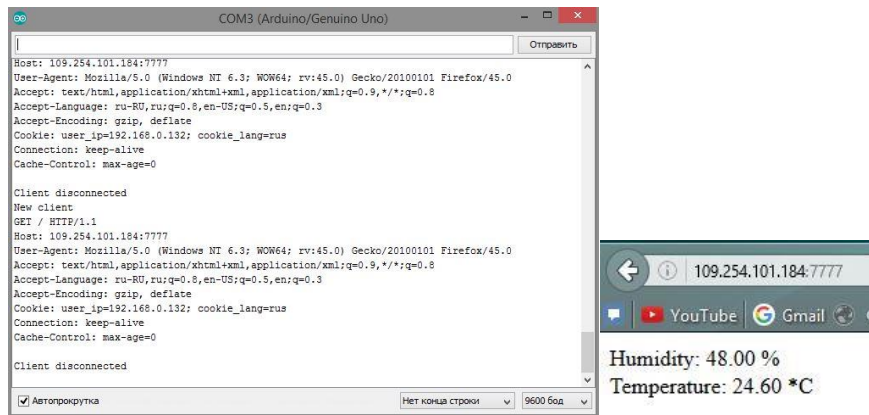 COM3 (Arduino/Genuino Uno)
Отправить
Host: 109.254.101.184:7777
User-Agent: Mozilla/5.0 (Windows NT 6.3; WOW64; rv:45.0) Gecko/20100101 Firefox/45.0
Accept: text/html,application/xhtml+xml,application/xml;q=0.9,*/*;q=0.8
Accept-Language: ru-RU,ru;q=0.8,en-US;q=0.5,en;q=0.3
Accept-Encoding: gzip, deflate
Cookie: user_ip=192.168.0.132; cookie_lang=rus
Connection: keep-alive
Cache-Control: max-age=0
Client disconnected
New client
GET / HTTP/1.1
Host: 109.254.101.184:7777
User-Agent: Mozilla/5.0 (Windows NT 6.3; WOW64; rv:45.0) Gecko/20100101 Firefox/45.0
Accept: text/html,application/xhtml+xml,application/xml;q=0.9,*/*;q=0.8
Accept-Language: ru-RU,ru;q=0.8,en-US;q=0.5,en;q=0.3
Accept-Encoding: gzip, deflate
Cookie: user_ip=192.168.0.132; cookie_lang=rus
Connection: keep-alive
Cache-Control: max-age=0
Client disconnected
Автопрокрутка Нет конца строки 9600 бод
109.254.101.184:7777
YouTube Gmail
Humidity: 48.00 %
Temperature: 24.60 *C